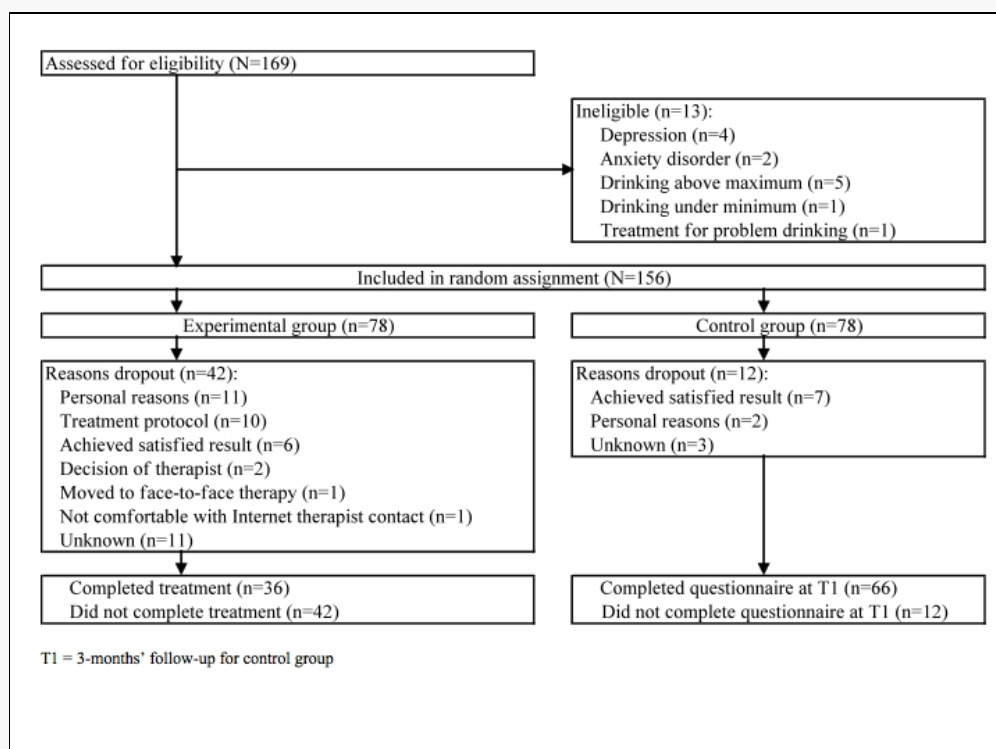 Assessed for eligibility (N=169)
Ineligible (n=13):
Depression (n=4)
Anxiety disorder (n=2)
Drinking above maximum (n=5)
Drinking under minimum (n=1)
Treatment for problem drinking (n=1)
Included in random assignment (N=156)
Experimental group (n=78)
Control group (n=78)
Reasons dropout (n=42):
Personal reasons (n=11)
Treatment protocol (n=10)
Achieved satisfied result (n=6)
Decision of therapist (n=2)
Moved to face-to-face therapy (n=1)
Not comfortable with Internet therapist contact (n=1)
Unknown (n=11)
Reasons dropout (n=12):
Achieved satisfied result (n=7)
Personal reasons (n=2)
Unknown (n=3)
Completed treatment (n=36)
Did not complete treatment (n=42)
Completed questionnaire at T1 (n=66)
Did not complete questionnaire at T1 (n=12)
T1 = 3-months’ follow-up for control group